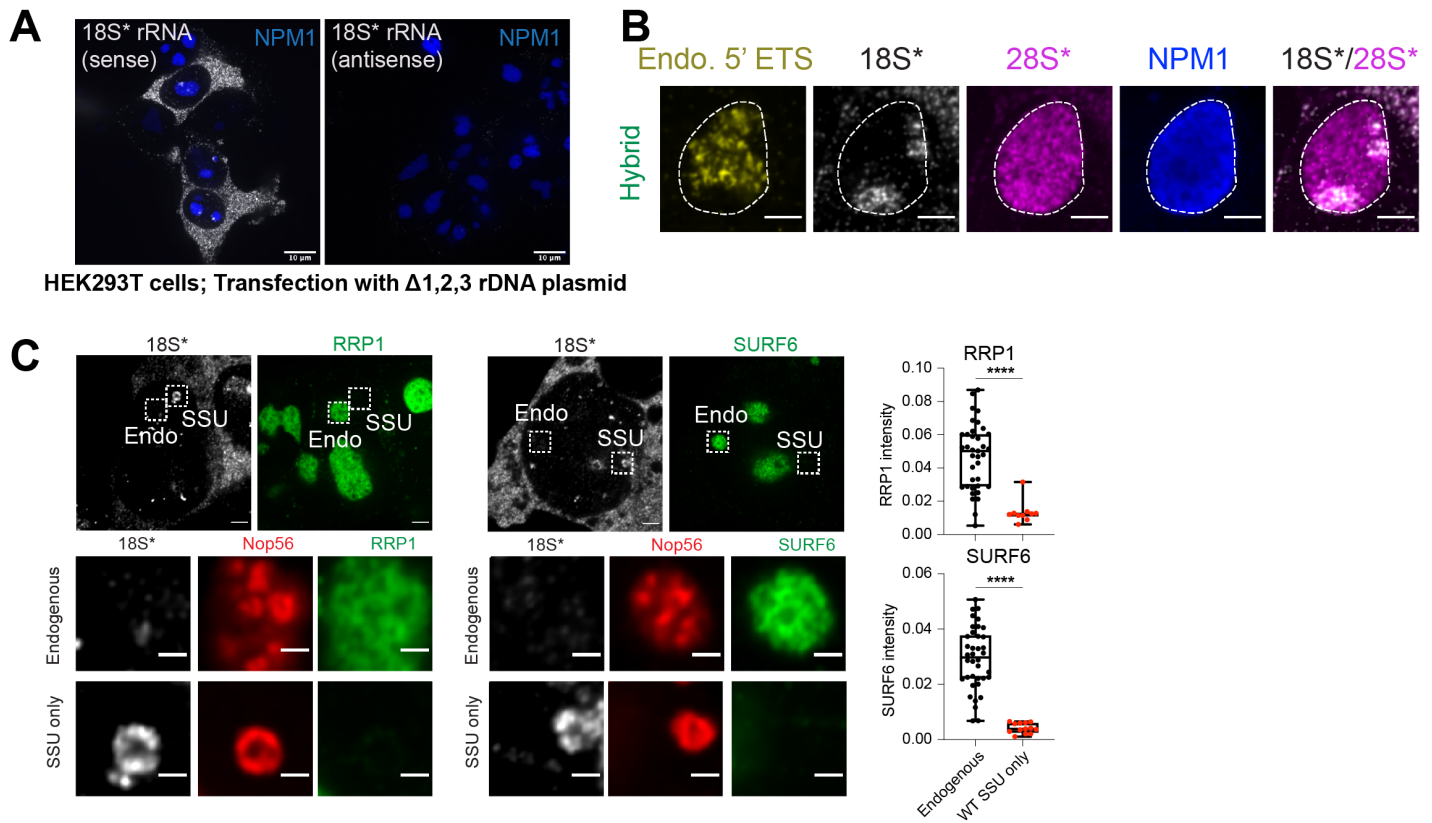 A
18S* rRNA
(sense)
NPM1
18S* rRNA
(antisense)
NPM1
10 µm
10 µm
HEK293T cells; Transfection with Δ1,2,3 rDNA plasmid
B
Endo. 5’ ETS
18S*
28S*
NPM1
18S*/28S*
Hybrid
C
18S*
RRP1
Endo
SSU
Endo
SSU
18S*
Nop56
RRP1
Endogenous
SSU only
18S*
SURF6
Endo
SSU
Endo
SSU
18S*
Nop56
SURF6
Endogenous
SSU only
RRP1
****
0.10
0.08
0.06
0.04
0.02
0.00
RRP1 intensity
SURF6
****
0.06
0.04
0.02
0.00
SURF6 intensity
Endogenous
WT SSU only